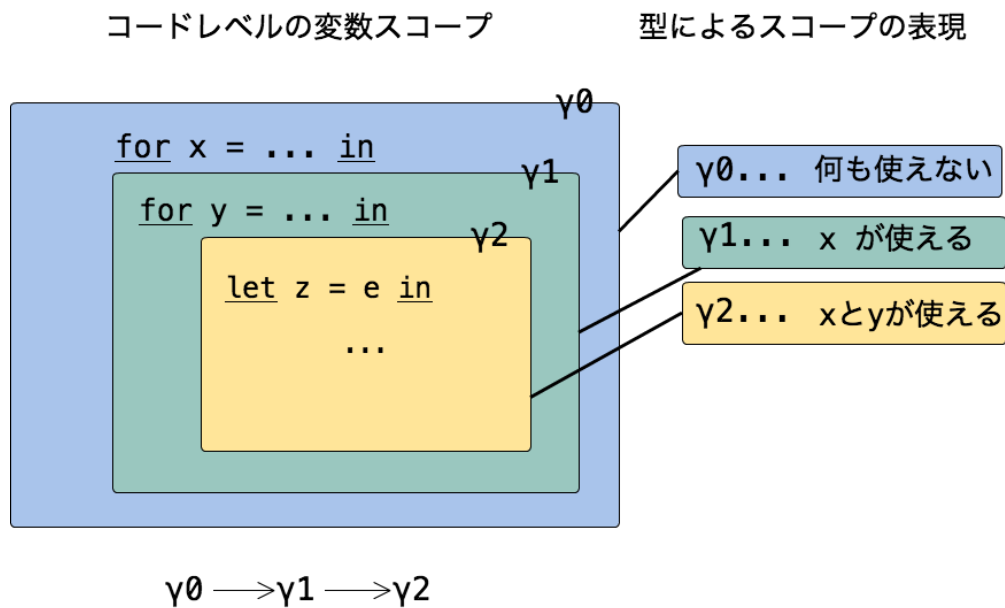 コードレベルの変数スコープ
型によるスコープの表現
γ0
for x = ... in
γ1
for y = ... in
γ2
let z = e in
...
γ0... 何も使えない
γ1... x が使える
γ2... xとyが使える
γ0 → γ1 → γ2